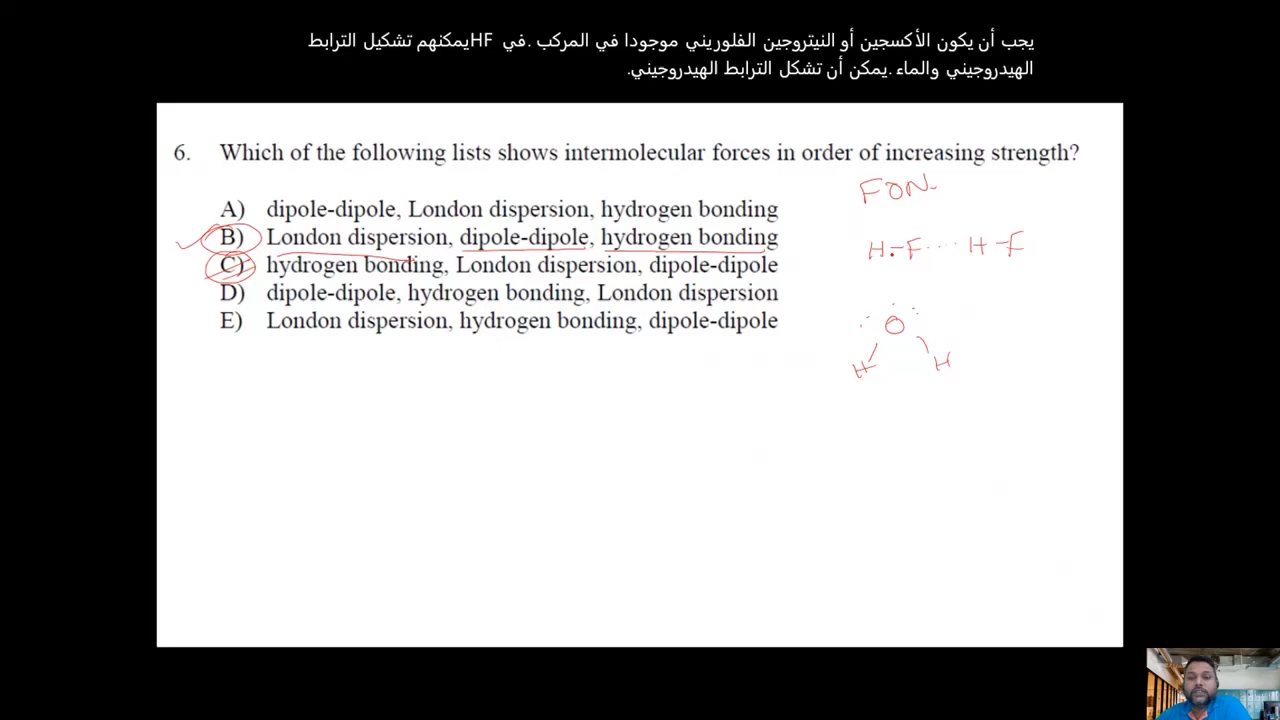 يجب أن يكون الأكسجين أو النيتروجين الفلوريني موجودا في المركب .في HFيمكنهم تشكيل الترابط
الهيدروجيني والماء .يمكن أن تشكل الترابط الهيدروجيني.
6. Which of the following lists shows intermolecular forces in order of increasing strength?
FON
A) dipole-dipole, London dispersion, hydrogen bonding
B) London dispersion, dipole-dipole, hydrogen bonding
H-F···· H-F
C) hydrogen bonding, London dispersion, dipole-dipole
D) dipole-dipole, hydrogen bonding, London dispersion
E) London dispersion, hydrogen bonding, dipole-dipole
O
H H